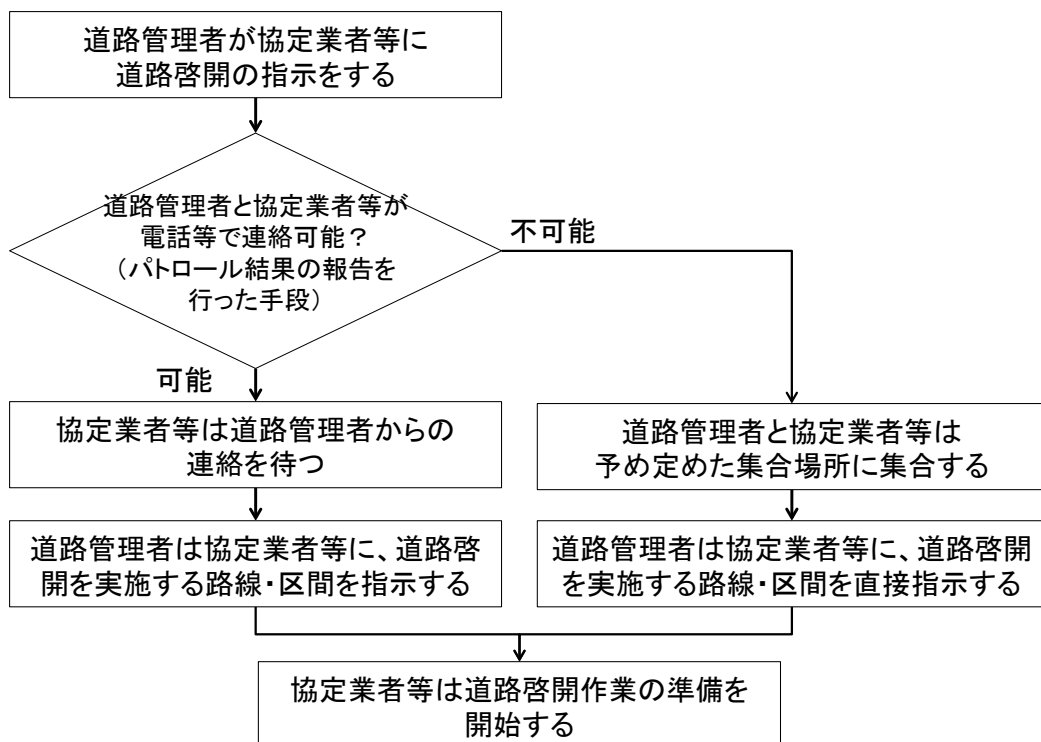 道路管理者が協定業者等に
道路啓開の指示をする
道路管理者と協定業者等が
電話等で連絡可能？
（パトロール結果の報告を
行った手段）
不可能
可能
協定業者等は道路管理者からの
連絡を待つ
道路管理者と協定業者等は
予め定めた集合場所に集合する
道路管理者は協定業者等に、道路啓
開を実施する路線・区間を指示する
道路管理者は協定業者等に、道路啓開
を実施する路線・区間を直接指示する
協定業者等は道路啓開作業の準備を
開始する